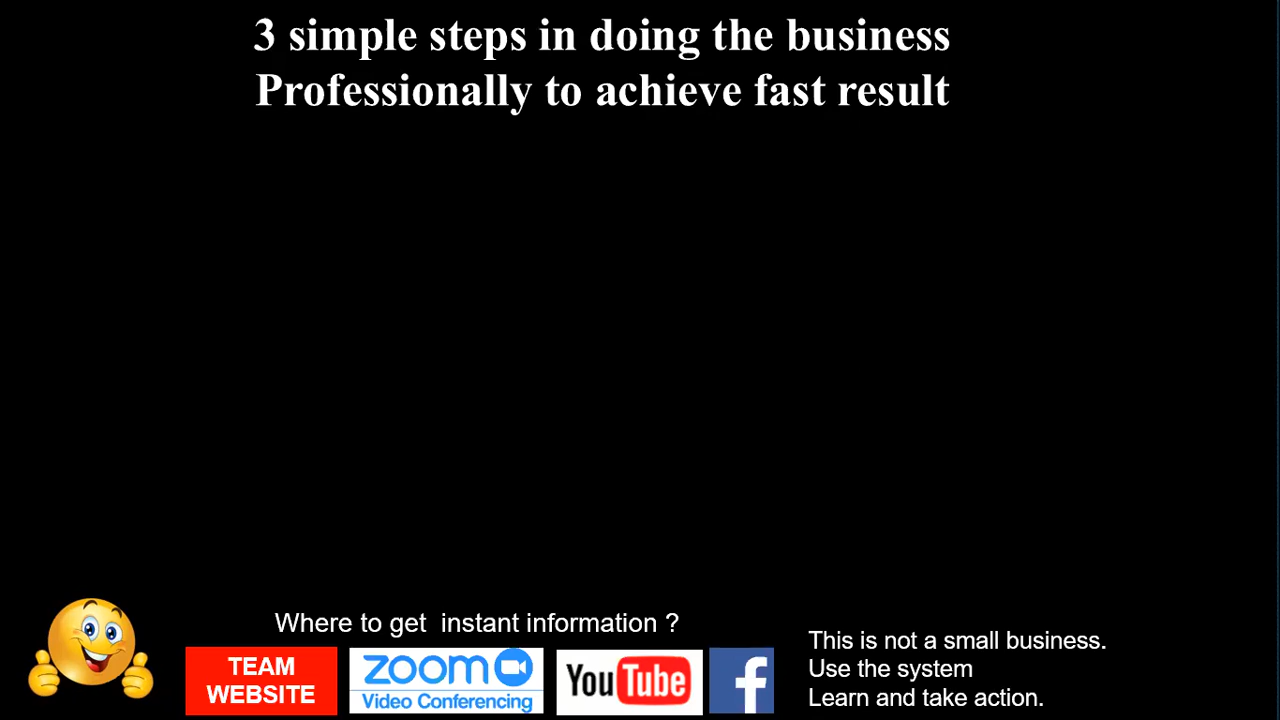 3 simple steps in doing the business
Professionally to achieve fast result
Where to get  instant information ?
TEAM
WEBSITE
zoom
Video Conferencing
YouTube
f
This is not a small business.
Use the system
Learn and take action.